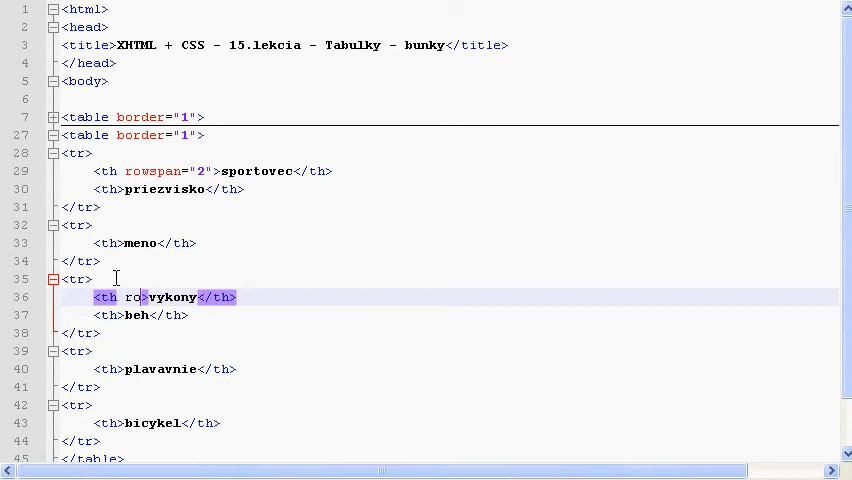 1 <html>
2 <head>
3 <title>XHTML + CSS - 15.lekcia - Tabulky - bunky</title>
4 </head>
5 <body>
6
7 <table border="1">
27 <table border="1">
28 <tr>
29 <th rowspan="2">sportovec</th>
30 <th>priezvisko</th>
31 </tr>
32 <tr>
33 <th>meno</th>
34 </tr>
35 <tr>
36 <th ro>vykony</th>
37 <th>beh</th>
38 </tr>
39 <tr>
40 <th>plavavnie</th>
41 </tr>
42 <tr>
43 <th>bicykel</th>
44 </tr>
45 </table>